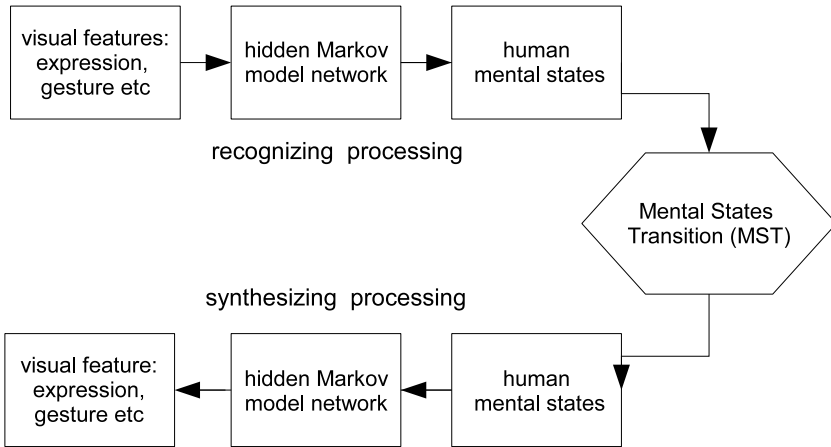 visual features:
expression,
gesture etc
hidden Markov
model network
human
mental states
recognizing processing
Mental States
Transition (MST)
synthesizing processing
visual feature:
expression,
gesture etc
hidden Markov
model network
human
mental states